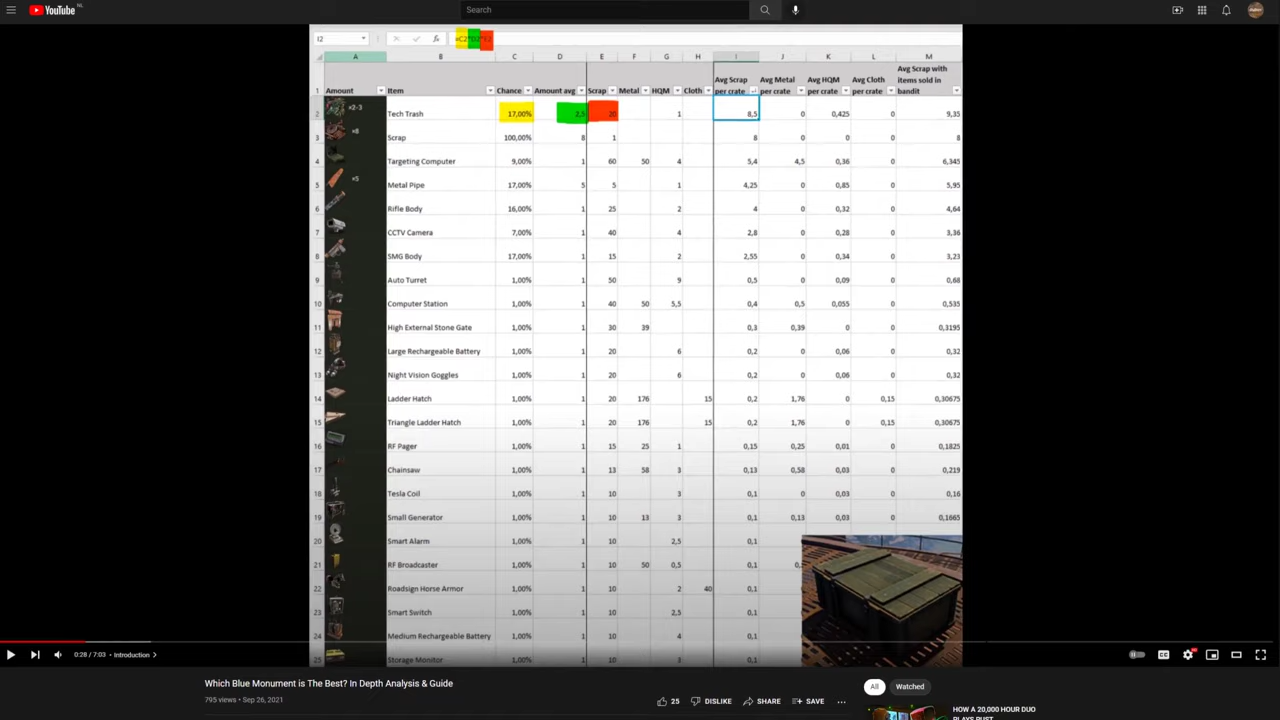 YouTube NL
Search
I2 =C2*D2*E2
A B C D E F G H I J K L M
1 Amount Item Chance Amount avg Scrap Metal HQM Cloth Avg Scrap per crate Avg Metal per crate Avg HQM per crate Avg Cloth per crate Avg Scrap with items sold in bandit
2 ×2-3 Tech Trash 17,00% 2,5 20 1 8,5 0 0,425 0 9,35
3 ×8 Scrap 100,00% 8 1 8 0 0 0 8
4 Targeting Computer 9,00% 1 60 50 4 5,4 4,5 0,36 0 6,345
5 ×5 Metal Pipe 17,00% 5 5 1 4,25 0 0,85 0 5,95
6 Rifle Body 16,00% 1 25 2 4 0 0,32 0 4,64
7 CCTV Camera 7,00% 1 40 4 2,8 0 0,28 0 3,36
8 SMG Body 17,00% 1 15 2 2,55 0 0,34 0 3,23
9 Auto Turret 1,00% 1 50 9 0,5 0 0,09 0 0,68
10 Computer Station 1,00% 1 40 50 5,5 0,4 0,5 0,055 0 0,535
11 High External Stone Gate 1,00% 1 30 39 0,3 0,39 0 0 0,3195
12 Large Rechargeable Battery 1,00% 1 20 6 0,2 0 0,06 0 0,32
13 Night Vision Goggles 1,00% 1 20 6 0,2 0 0,06 0 0,32
14 Ladder Hatch 1,00% 1 20 176 15 0,2 1,76 0 0,15 0,30675
15 Triangle Ladder Hatch 1,00% 1 20 176 15 0,2 1,76 0 0,15 0,30675
16 RF Pager 1,00% 1 15 25 1 0,15 0,25 0,01 0 0,1825
17 Chainsaw 1,00% 1 13 58 3 0,13 0,58 0,03 0 0,219
18 Tesla Coil 1,00% 1 10 3 0,1 0 0,03 0 0,16
19 Small Generator 1,00% 1 10 13 3 0,1 0,13 0,03 0 0,1665
20 Smart Alarm 1,00% 1 10 2,5 0,1
21 RF Broadcaster 1,00% 1 10 50 0,5 0,1 0,
22 Roadsign Horse Armor 1,00% 1 10 2 40 0,1
23 Smart Switch 1,00% 1 10 2,5 0,1
24 Medium Rechargeable Battery 1,00% 1 10 4 0,1
25 Storage Monitor 1,00% 1 10 3 0,1
0:28 / 7:03 • Introduction
Which Blue Monument is The Best? In Depth Analysis & Guide
795 views • Sep 26, 2021
25 DISLIKE SHARE SAVE
All Watched
HOW A 20,000 HOUR DUO
PLAYS RUST